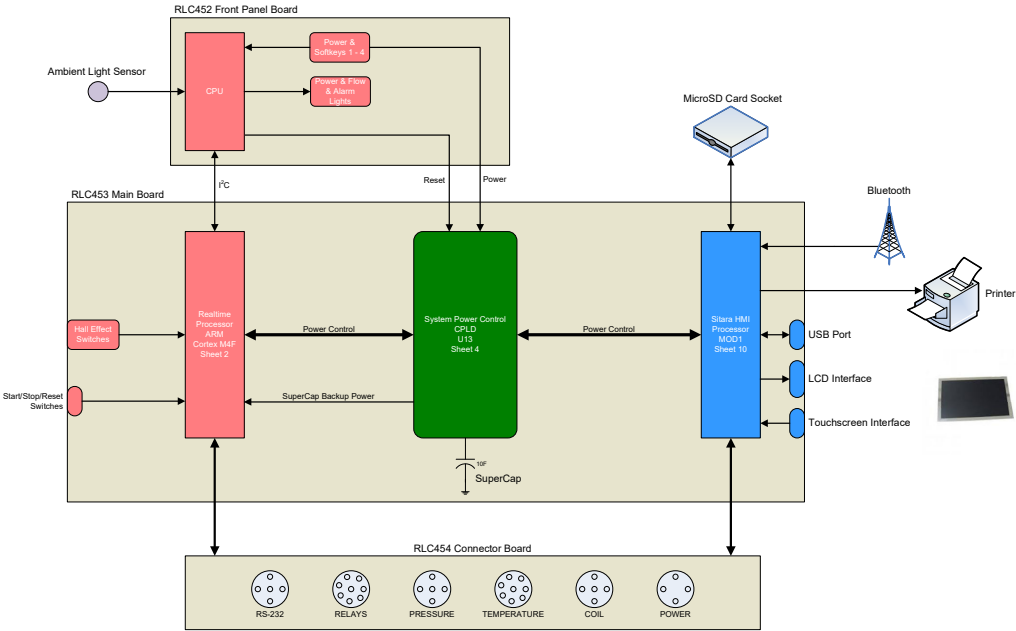 RLC452 Front Panel Board
Power &
Softkeys 1 - 4
Ambient Light Sensor
CPU
Power & Flow
& Alarm
Lights
MicroSD Card Socket
I²C
Reset
Power
RLC453 Main Board
Bluetooth
Printer
Hall Effect
Switches
Realtime
Processor
ARM
Cortex M4F
Sheet 2
Power Control
System Power Control
CPLD
U13
Sheet 4
Power Control
Sitara HMI
Processor
MOD1
Sheet 10
USB Port
LCD Interface
Touchscreen Interface
Start/Stop/Reset
Switches
SuperCap Backup Power
10F
SuperCap
RLC454 Connector Board
RS-232
RELAYS
PRESSURE
TEMPERATURE
COIL
POWER